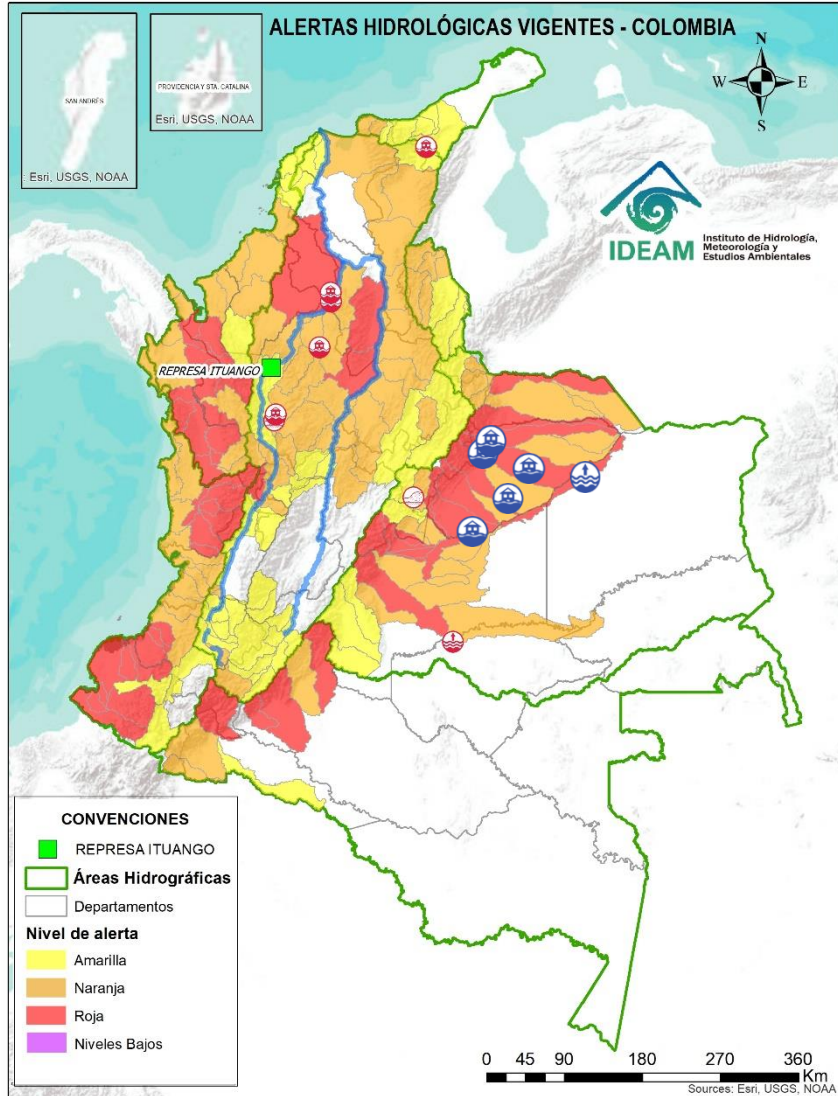 ALERTAS HIDROLÓGICAS VIGENTES - COLOMBIA
SAN ANDRÉS
: Esri, USGS, NOAA
PROVIDENCIA Y STA. CATALINA
Esri, USGS, NOAA
N
W
E
S
IDEAM
Instituto de Hidrología,
Meteorología y
Estudios Ambientales
REPRESA ITUANGO
CONVENCIONES
REPRESA ITUANGO
Áreas Hidrográficas
Departamentos
Nivel de alerta
Amarilla
Naranja
Roja
Niveles Bajos
0 45 90 180 270 360
Km
Sources: Esri, USGS, NOAA